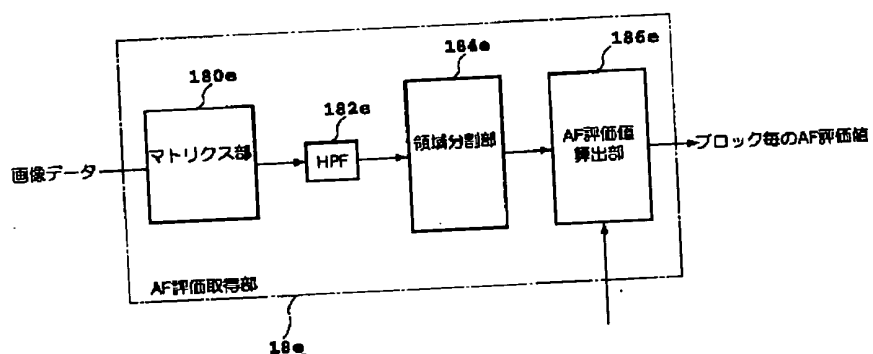 180e
182e
184e
186e
画像データ
マトリクス部
HPF
領域分割部
AF評価値
算出部
ブロック毎のAF評価値
AF評価取得部
18e